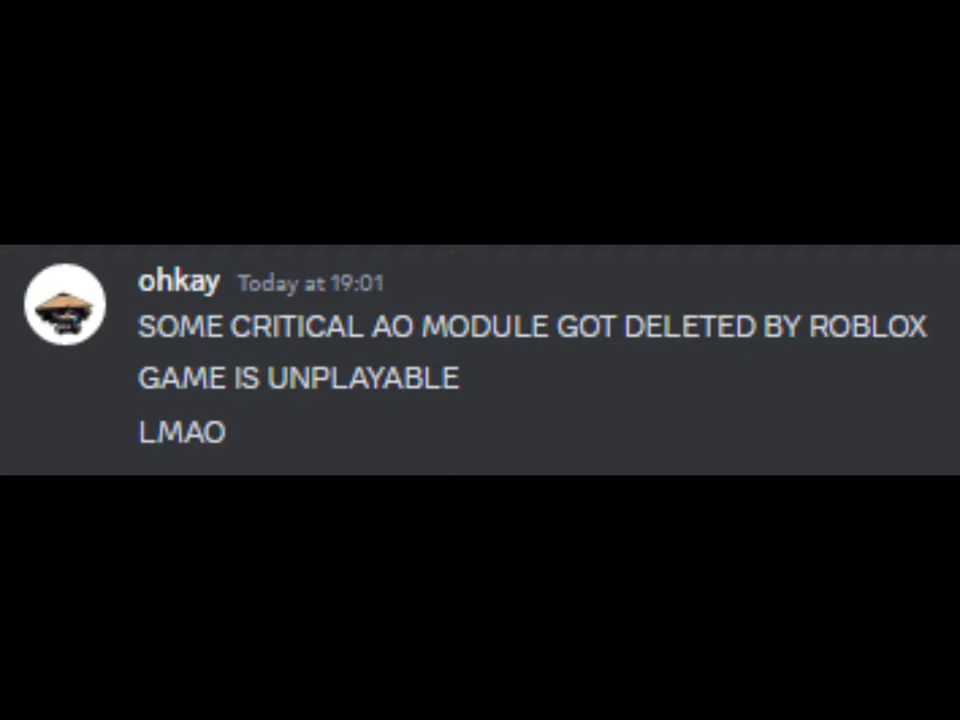 ohkay Today at 19:01
SOME CRITICAL AO MODULE GOT DELETED BY ROBLOX
GAME IS UNPLAYABLE
LMAO